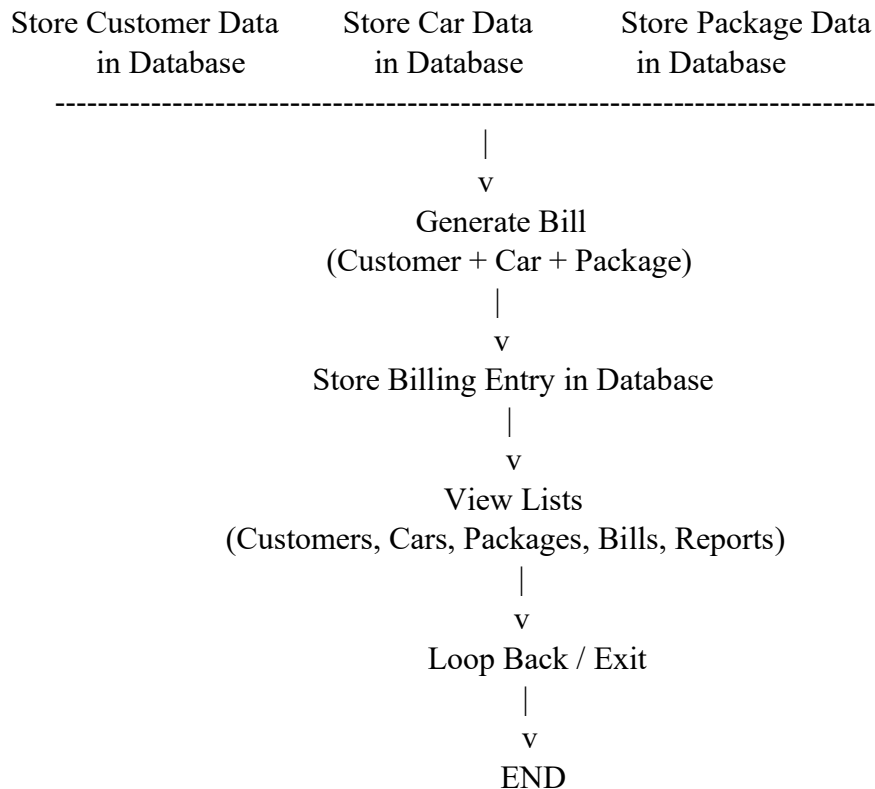 Store Customer Data Store Car Data Store Package Data
in Database in Database in Database
------------------------------------------------------------------------------
|
v
Generate Bill
(Customer + Car + Package)
|
v
Store Billing Entry in Database
|
v
View Lists
(Customers, Cars, Packages, Bills, Reports)
|
v
Loop Back / Exit
|
v
END